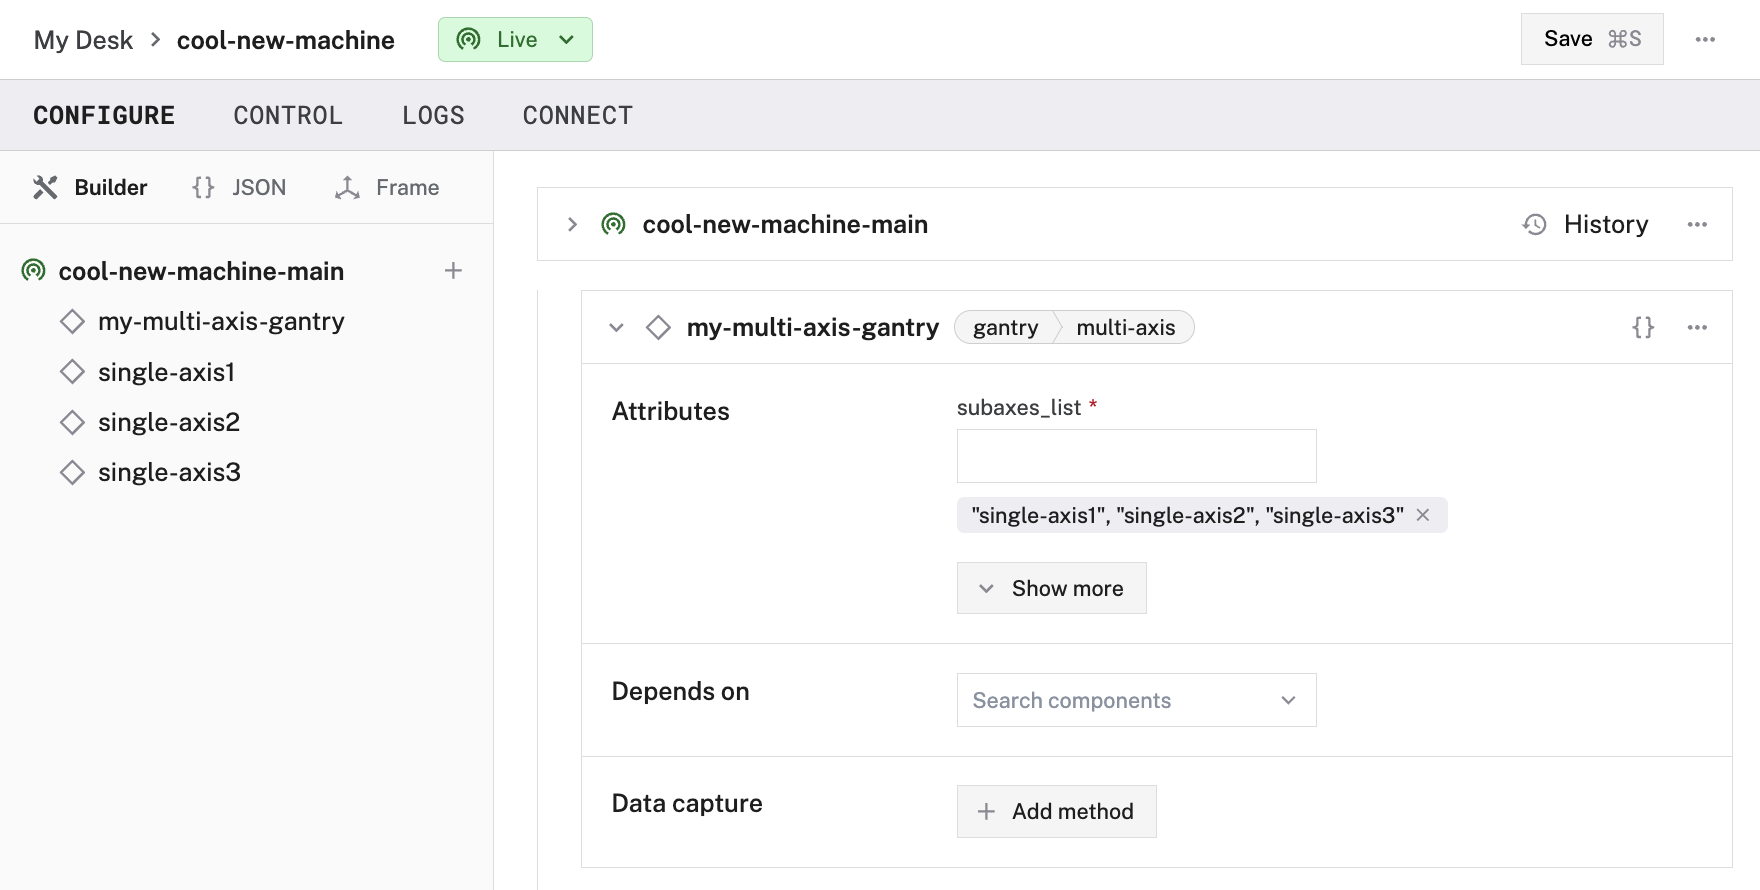 My Desk > cool-new-machine Live Save ⌘S ···
CONFIGURE CONTROL LOGS CONNECT
Builder {} JSON Frame
cool-new-machine-main +
my-multi-axis-gantry
single-axis1
single-axis2
single-axis3
cool-new-machine-main History ···
my-multi-axis-gantry gantry multi-axis {} ···
Attributes
subaxes_list *
"single-axis1", "single-axis2", "single-axis3" ×
Show more
Depends on
Search components
Data capture
+ Add method